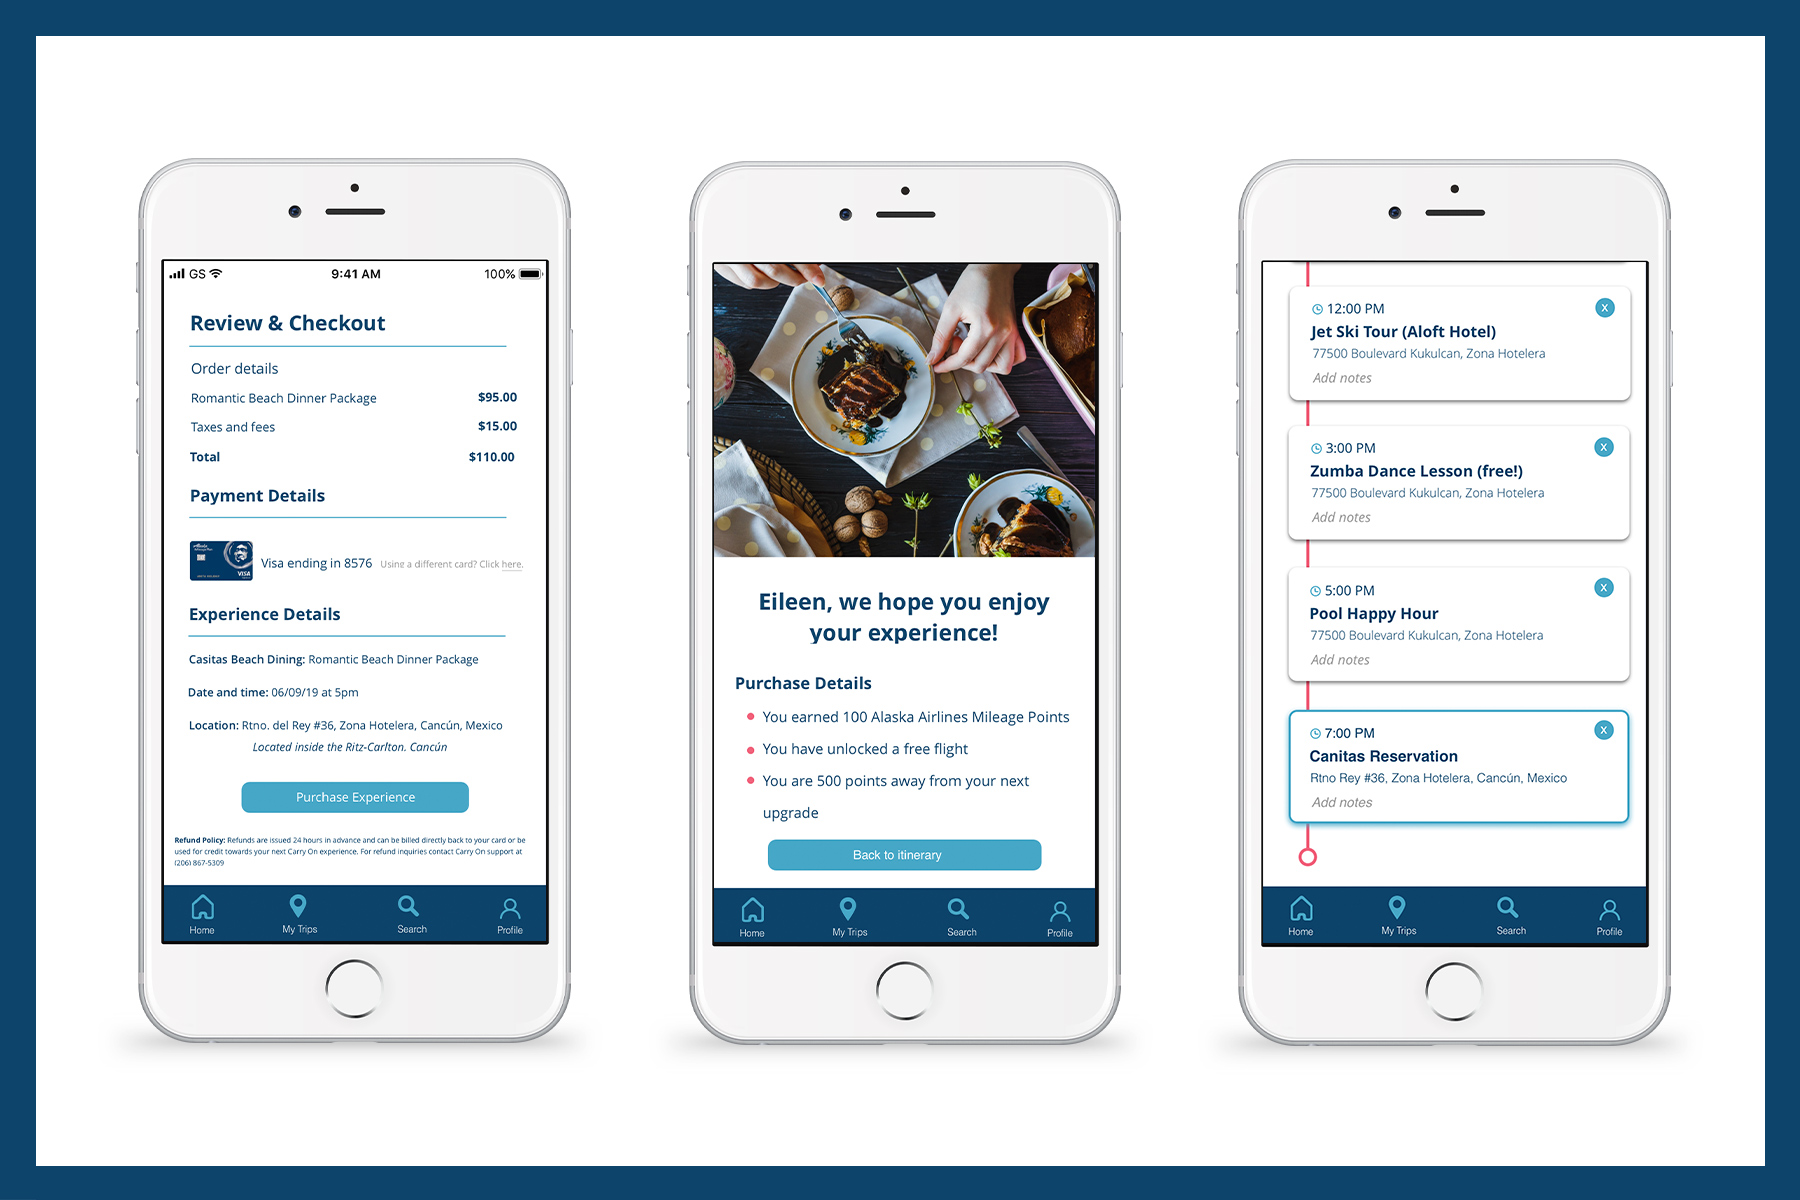 GS 9:41 AM 100%
Review & Checkout
Order details
Romantic Beach Dinner Package $95.00
Taxes and fees $15.00
Total $110.00
Payment Details
VISA
Visa ending in 8576 Using a different card? Click here.
Experience Details
Casitas Beach Dining: Romantic Beach Dinner Package
Date and time: 06/09/19 at 5pm
Location: Rtno. del Rey #36, Zona Hotelera, Cancún, Mexico
Located inside the Ritz-Carlton. Cancún
Purchase Experience
Refund Policy: Refunds are issued 24 hours in advance and can be billed directly back to your card or be
used for credit towards your next Carry On experience. For refund inquiries contact Carry On support at
(206) 867-5309
Home My Trips Search Profile
Eileen, we hope you enjoy
your experience!
Purchase Details
You earned 100 Alaska Airlines Mileage Points
You have unlocked a free flight
You are 500 points away from your next
upgrade
Back to itinerary
Home My Trips Search Profile
12:00 PM X
Jet Ski Tour (Aloft Hotel)
77500 Boulevard Kukulcan, Zona Hotelera
Add notes
3:00 PM X
Zumba Dance Lesson (free!)
77500 Boulevard Kukulcan, Zona Hotelera
Add notes
5:00 PM X
Pool Happy Hour
77500 Boulevard Kukulcan, Zona Hotelera
Add notes
7:00 PM X
Canitas Reservation
Rtno Rey #36, Zona Hotelera, Cancún, Mexico
Add notes
Home My Trips Search Profile